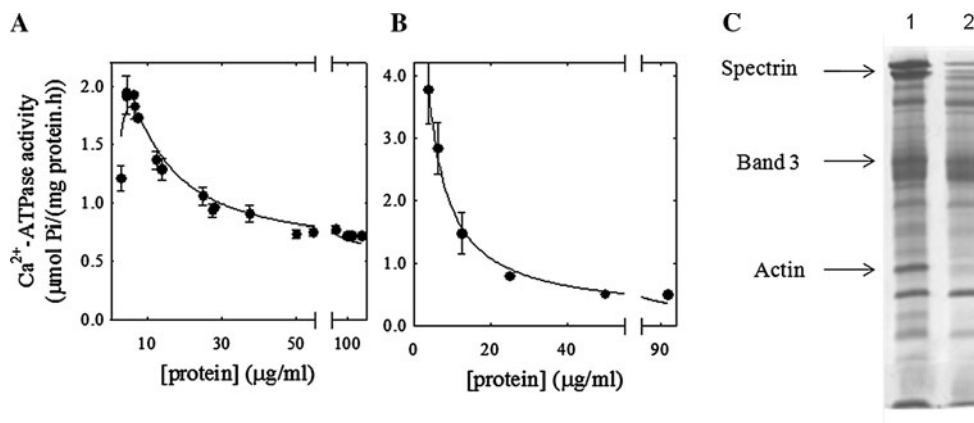 A
B
C
1 2
2.0
1.5
1.0
0.5
0.0
10 30 50 100
[protein] (µg/ml)
Ca²⁺-ATPase activity
(µmol Pi/(mg protein.h)
4.0
3.0
2.0
1.0
0.0
0 20 40 90
[protein] (µg/ml)
Spectrin
Band 3
Actin